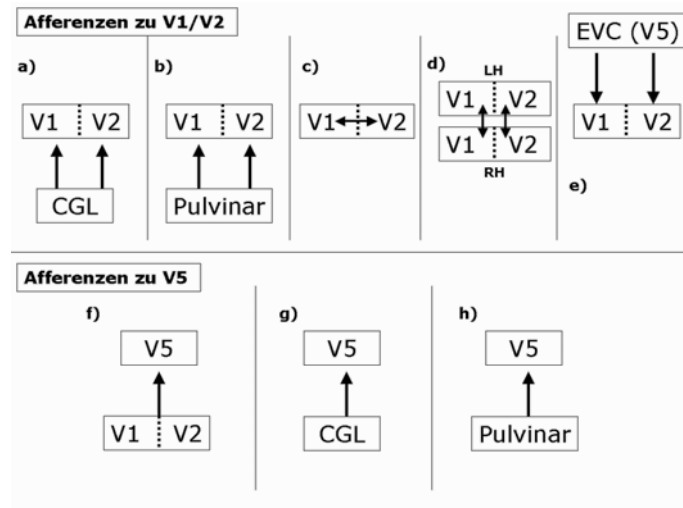 Afferenzen zu V1/V2
a)
V1 V2
CGL
b)
V1 V2
Pulvinar
c)
V1 V2
d)
LH
V1 V2
V1 V2
RH
EVC (V5)
V1 V2
e)
Afferenzen zu V5
f)
V5
V1 V2
g)
V5
CGL
h)
V5
Pulvinar